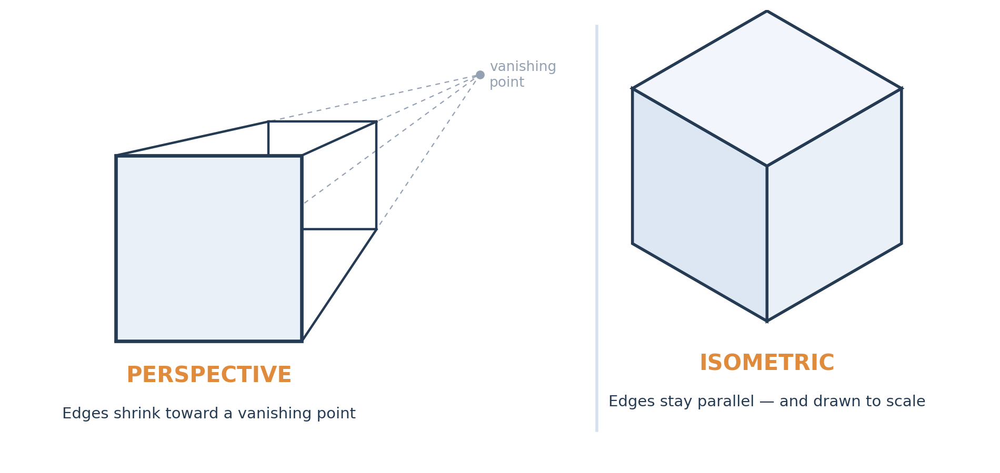 vanishing
point
PERSPECTIVE
Edges shrink toward a vanishing point
ISOMETRIC
Edges stay parallel — and drawn to scale